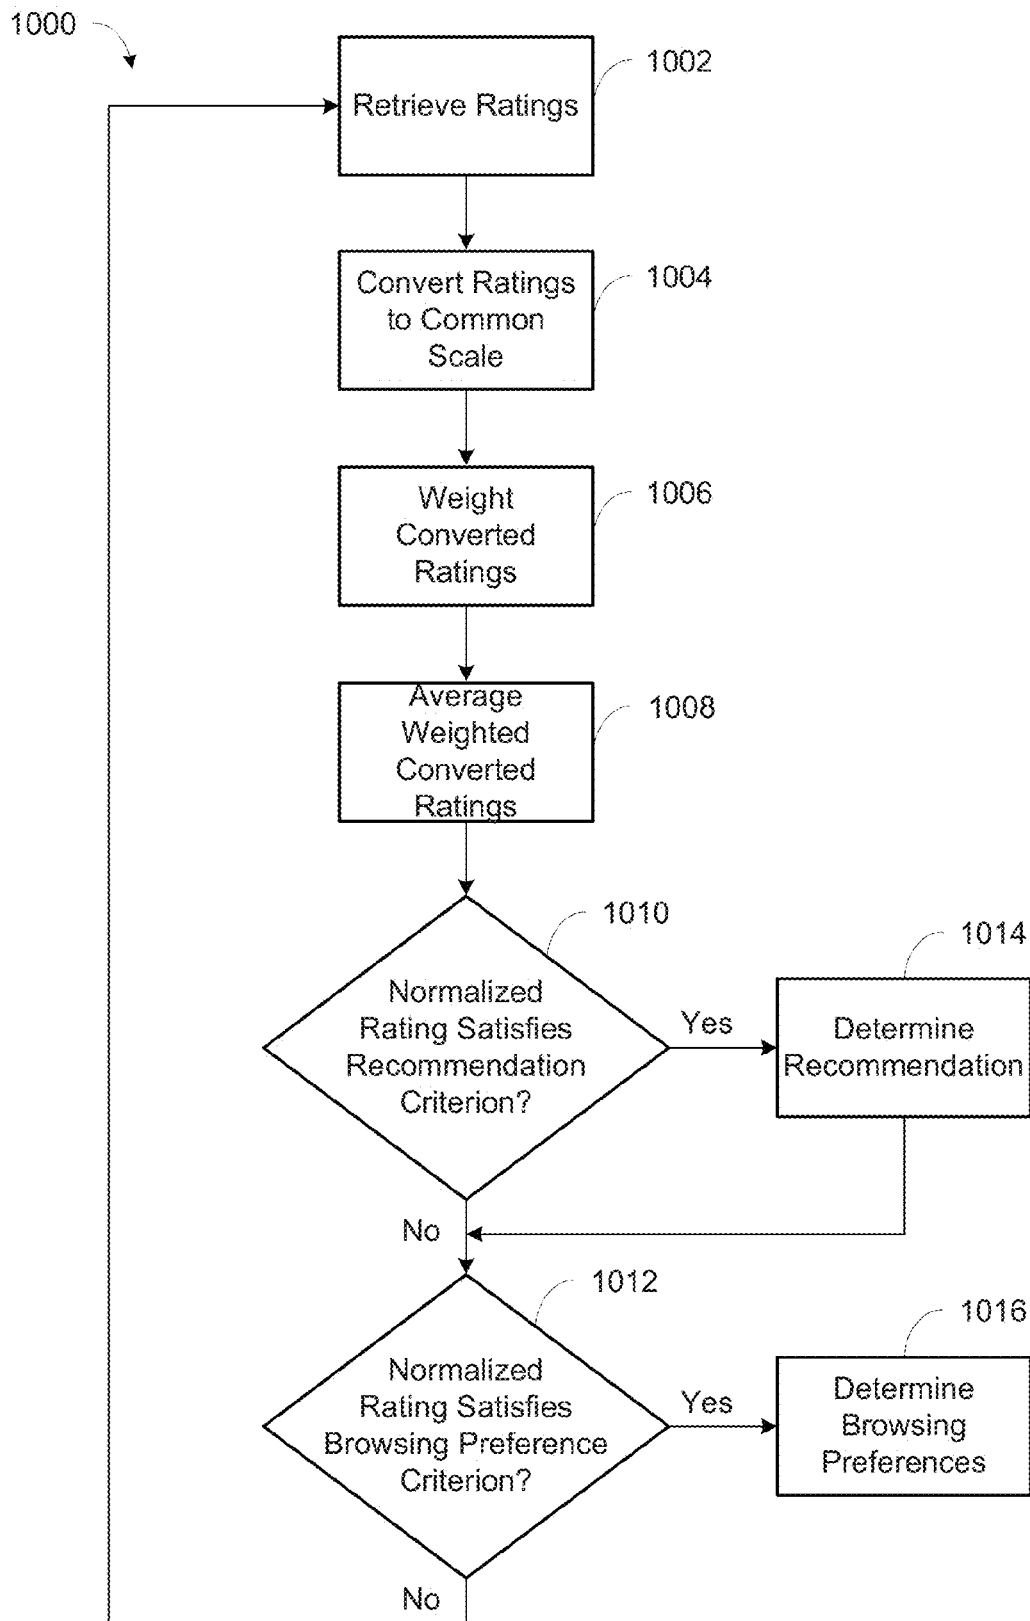 1000
1002
Retrieve Ratings
1004
Convert Ratings
to Common
Scale
1006
Weight
Converted
Ratings
1008
Average
Weighted
Converted
Ratings
1010
Normalized
Rating Satisfies
Recommendation
Criterion?
Yes
1014
Determine
Recommendation
No
1012
Normalized
Rating Satisfies
Browsing Preference
Criterion?
Yes
1016
Determine
Browsing
Preferences
No